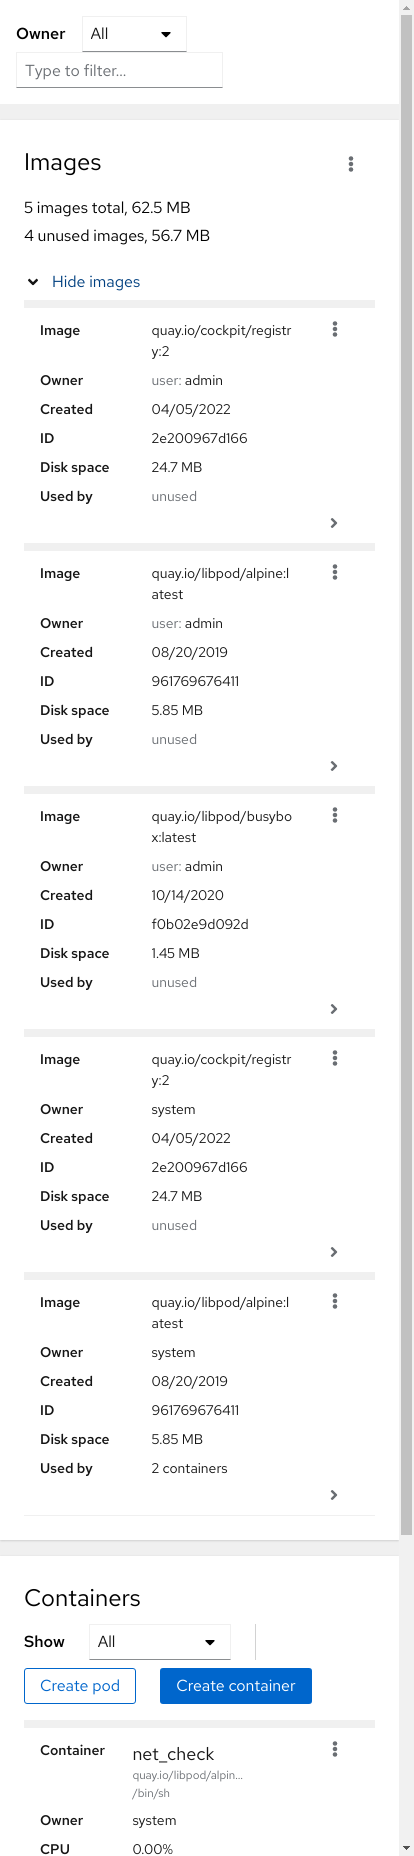 Owner All
Type to filter...
Images
5 images total, 62.5 MB
4 unused images, 56.7 MB
Hide images
Image quay.io/cockpit/registr
y:2
Owner user: admin
Created 04/05/2022
ID 2e200967d166
Disk space 24.7 MB
Used by unused
Image quay.io/libpod/alpine:l
atest
Owner user: admin
Created 08/20/2019
ID 961769676411
Disk space 5.85 MB
Used by unused
Image quay.io/libpod/busybo
x:latest
Owner user: admin
Created 10/14/2020
ID f0b02e9d092d
Disk space 1.45 MB
Used by unused
Image quay.io/cockpit/registr
y:2
Owner system
Created 04/05/2022
ID 2e200967d166
Disk space 24.7 MB
Used by unused
Image quay.io/libpod/alpine:l
atest
Owner system
Created 08/20/2019
ID 961769676411
Disk space 5.85 MB
Used by 2 containers
Containers
Show All
Create pod Create container
Container net_check
quay.io/libpod/alpin...
/bin/sh
Owner system
CPU 0.00%